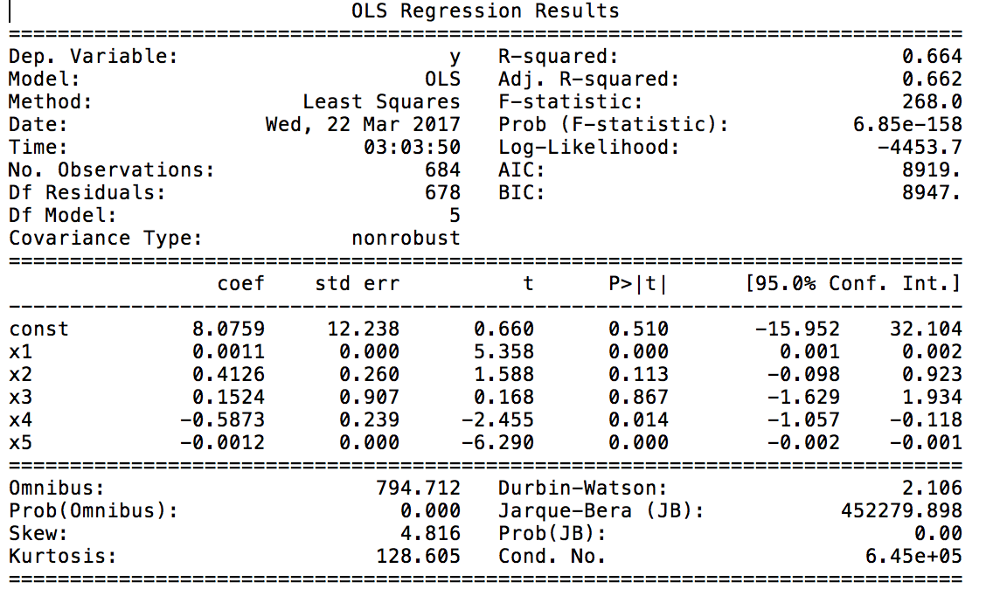 OLS Regression Results
==============================================================================
Dep. Variable:                      y   R-squared:                       0.664
Model:                            OLS   Adj. R-squared:                  0.662
Method:                 Least Squares   F-statistic:                     268.0
Date:                Wed, 22 Mar 2017   Prob (F-statistic):          6.85e-158
Time:                        03:03:50   Log-Likelihood:                -4453.7
No. Observations:                 684   AIC:                             8919.
Df Residuals:                     678   BIC:                             8947.
Df Model:                           5
Covariance Type:            nonrobust
==============================================================================
                 coef    std err          t      P>|t|      [95.0% Conf. Int.]
------------------------------------------------------------------------------
const          8.0759     12.238      0.660      0.510       -15.952    32.104
x1             0.0011      0.000      5.358      0.000         0.001     0.002
x2             0.4126      0.260      1.588      0.113        -0.098     0.923
x3             0.1524      0.907      0.168      0.867        -1.629     1.934
x4            -0.5873      0.239     -2.455      0.014        -1.057    -0.118
x5            -0.0012      0.000     -6.290      0.000        -0.002    -0.001
==============================================================================
Omnibus:                      794.712   Durbin-Watson:                   2.106
Prob(Omnibus):                  0.000   Jarque-Bera (JB):           452279.898
Skew:                           4.816   Prob(JB):                         0.00
Kurtosis:                     128.605   Cond. No.                     6.45e+05
==============================================================================